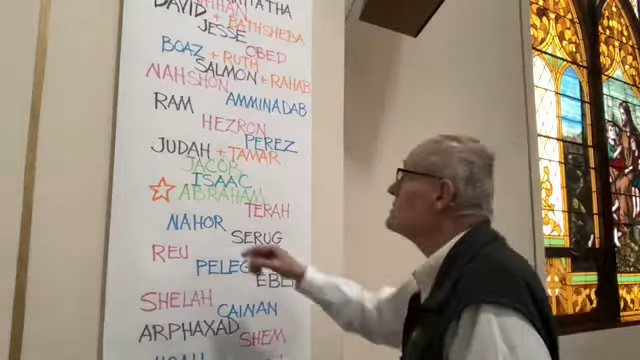 DAVID
+ BATHSHEBA
JESSE
OBED
BOAZ + RUTH
SALMON + RAHAB
NAHSHON
RAM AMMINADAB
HEZRON
PEREZ
JUDAH + TAMAR
JACOB
ISAAC
ABRAHAM
TERAH
NAHOR
SERUG
REU
PELEG
SHELAH
CAINAN
ARPHAXAD
SHEM